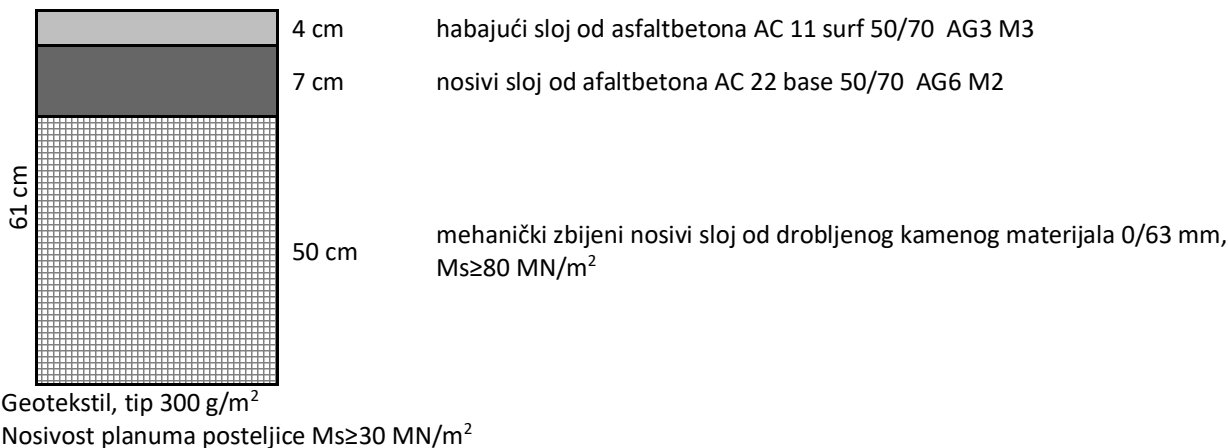 4 cm habajući sloj od asfaltbetona AC 11 surf 50/70 AG3 M3
7 cm nosivi sloj od afaltbetona AC 22 base 50/70 AG6 M2
61 cm
50 cm
mehanički zbijeni nosivi sloj od drobljenog kamenog materijala 0/63 mm,
Ms≥80 MN/m²
Geotekstil, tip 300 g/m²
Nosivost planuma posteljice Ms≥30 MN/m²